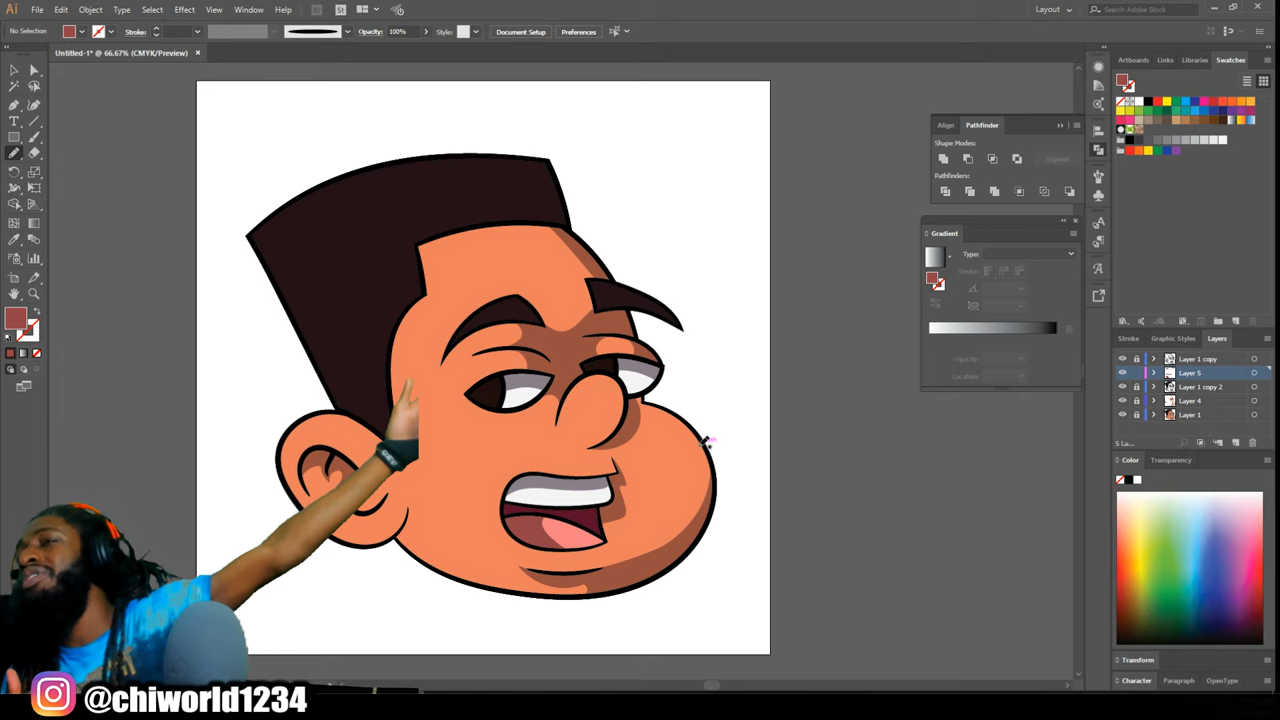 Ai File Edit Object Type Select Effect View Window Help Br St Layout Search Adobe Stock
No Selection Stroke: Opacity: 100% Style: Document Setup Preferences
Untitled-1* @ 66.67% (CMYK/Preview) ×
Artboards Links Libraries Swatches
Align Pathfinder
Shape Modes:
Expand
Pathfinders:
Gradient
Type:
Stroke:
Opacity:
Location:
Layers
Graphic Styles
Layer 1 copy
Layer 5
Layer 1 copy 2
Layer 4
Layer 1
5 La...
Color Transparency
Transform
Character Paragraph OpenType
@chiworld1234